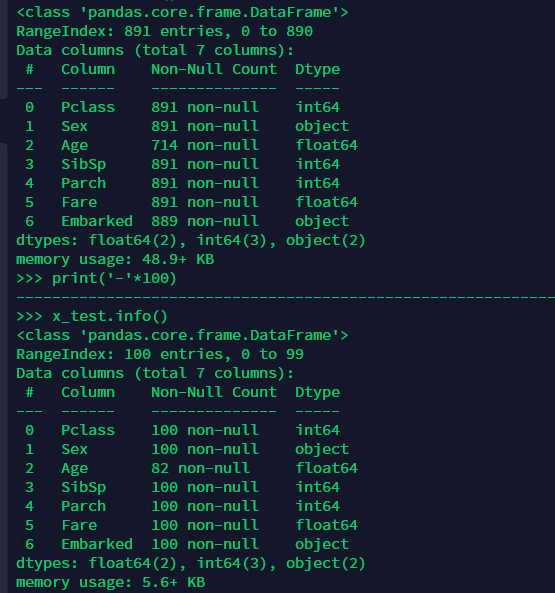 <class 'pandas.core.frame.DataFrame'>
RangeIndex: 891 entries, 0 to 890
Data columns (total 7 columns):
 #   Column    Non-Null Count  Dtype
---  ------    --------------  -----
 0   Pclass    891 non-null    int64
 1   Sex       891 non-null    object
 2   Age       714 non-null    float64
 3   SibSp     891 non-null    int64
 4   Parch     891 non-null    int64
 5   Fare      891 non-null    float64
 6   Embarked  889 non-null    object
dtypes: float64(2), int64(3), object(2)
memory usage: 48.9+ KB
>>> print('-'*100)
------------------------------------------------------------
>>> x_test.info()
<class 'pandas.core.frame.DataFrame'>
RangeIndex: 100 entries, 0 to 99
Data columns (total 7 columns):
 #   Column    Non-Null Count  Dtype
---  ------    --------------  -----
 0   Pclass    100 non-null    int64
 1   Sex       100 non-null    object
 2   Age       82 non-null     float64
 3   SibSp     100 non-null    int64
 4   Parch     100 non-null    int64
 5   Fare      100 non-null    float64
 6   Embarked  100 non-null    object
dtypes: float64(2), int64(3), object(2)
memory usage: 5.6+ KB